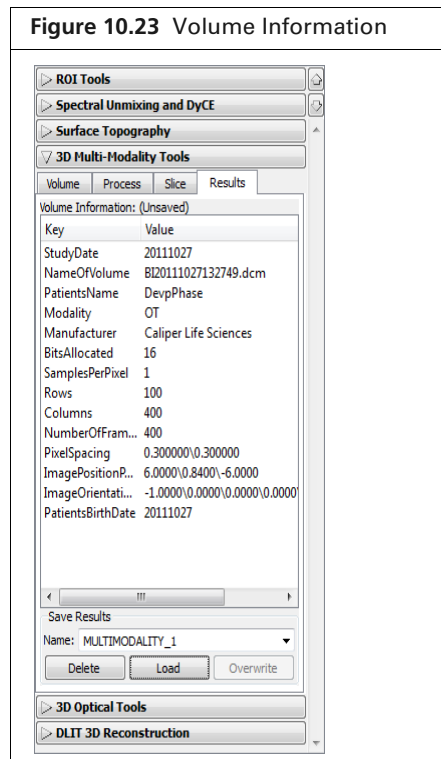 Figure 10.23 Volume Information
ROI Tools
Spectral Unmixing and DyCE
Surface Topography
3D Multi-Modality Tools
Volume Process Slice Results
Volume Information: (Unsaved)
Key Value
StudyDate 20111027
NameOfVolume BI20111027132749.dcm
PatientsName DevpPhase
Modality OT
Manufacturer Caliper Life Sciences
BitsAllocated 16
SamplesPerPixel 1
Rows 100
Columns 400
NumberOfFram... 400
PixelSpacing 0.300000\0.300000
ImagePositionP... 6.0000\0.8400\-6.0000
ImageOrientati... -1.0000\0.0000\0.0000\0.0000\
PatientsBirthDate 20111027
Save Results
Name: MULTIMODALITY_1
Delete Load Overwrite
3D Optical Tools
DLIT 3D Reconstruction